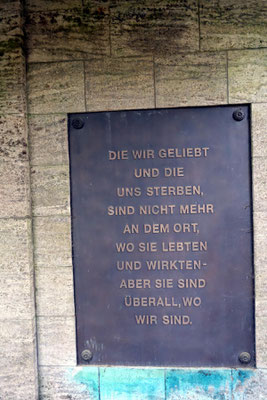 DIE WIR GELIEBT
UND DIE
UNS STERBEN,
SIND NICHT MEHR
AN DEM ORT,
WO SIE LEBTEN
UND WIRKTEN-
ABER SIE SIND
ÜBERALL, WO
WIR SIND.